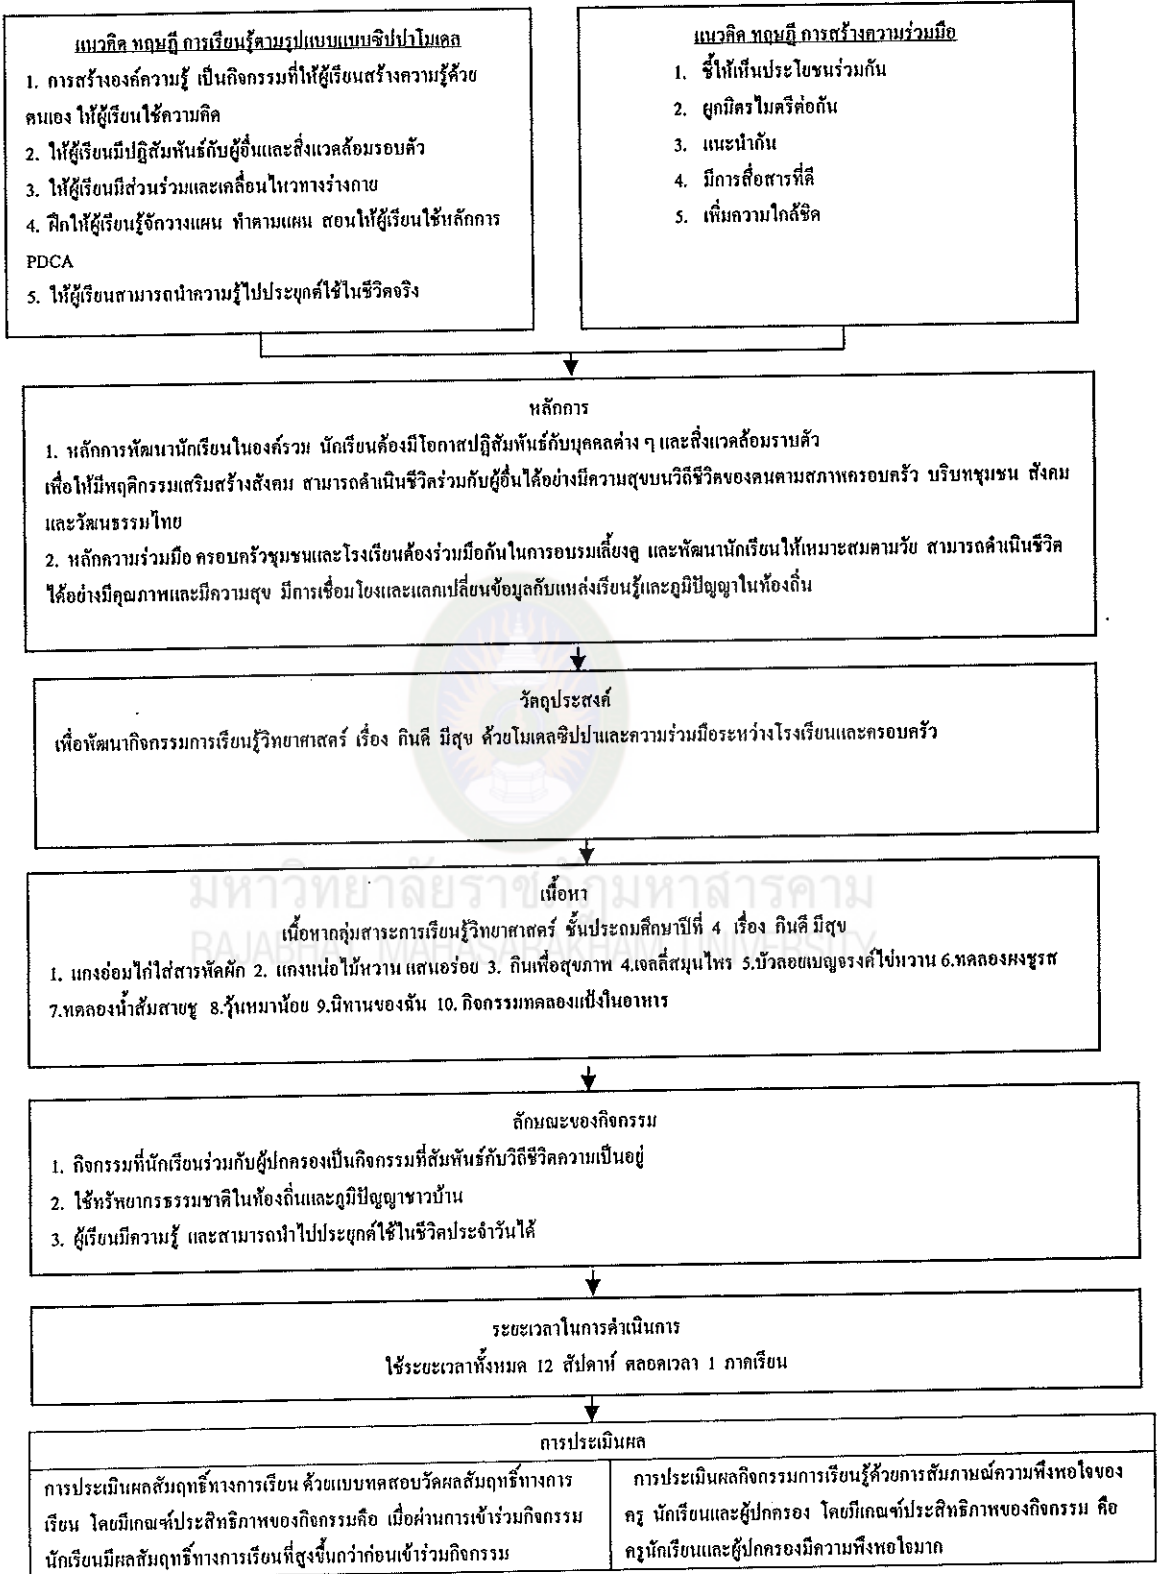 แนวคิด ทฤษฎี การเรียนรู้ตามรูปแบบแบบซิปปาโมเดล
1. การสร้างองค์ความรู้ เป็นกิจกรรมที่ให้ผู้เรียนสร้างความรู้ด้วย
ตนเอง ให้ผู้เรียนใช้ความคิด
2. ให้ผู้เรียนมีปฏิสัมพันธ์กับผู้อื่นและสิ่งแวดล้อมรอบตัว
3. ให้ผู้เรียนมีส่วนร่วมและเคลื่อนไหวทางร่างกาย
4. ฝึกให้ผู้เรียนรู้จักวางแผน ทำตามแผน สอนให้ผู้เรียนใช้หลักการ
PDCA
5. ให้ผู้เรียนสามารถนำความรู้ไปประยุกต์ใช้ในชีวิตจริง
แนวคิด ทฤษฎี การสร้างความร่วมมือ
1. ชี้ให้เห็นประโยชนร่วมกัน
2. ผูกมิตรไมตรีต่อกัน
3. แนะนำกัน
4. มีการสื่อสารที่ดี
5. เพิ่มความใกล้ชิด
หลักการ
1. หลักการพัฒนานักเรียนในองค์รวม นักเรียนต้องมีโอกาสปฏิสัมพันธ์กับบุคคลต่าง ๆ และสิ่งแวดล้อมราบตัว
เพื่อให้มีพฤติกรรมเสริมสร้างสังคม สามารถดำเนินชีวิตร่วมกับผู้อื่นได้อย่างมีความสุขบนวิถีชีวิตของตนตามสภาพครอบครัว บริบทชุมชน สังคม
และวัฒนธรรมไทย
2. หลักความร่วมมือ ครอบครัวชุมชนและโรงเรียนต้องร่วมมือกันในการอบรมเลี้ยงดู และพัฒนานักเรียนให้เหมาะสมตามวัย สามารถดำเนินชีวิต
ได้อย่างมีคุณภาพและมีความสุข มีการเชื่อมโยงและแลกเปลี่ยนข้อมูลกับแหล่งเรียนรู้และภูมิปัญญาในท้องถิ่น
วัตถุประสงค์
เพื่อพัฒนากิจกรรมการเรียนรู้วิทยาศาสตร์ เรื่อง กินดี มีสุข ด้วยโมเดลซิปปาและความร่วมมือระหว่างโรงเรียนและครอบครัว
มหาวิทยาลัยราชภัฏมหาสารคาม
RAJABHAT MAHASARAKHAM UNIVERSITY
เนื้อหา
เนื้อหากลุ่มสาระการเรียนรู้วิทยาศาสตร์ ชั้นประถมศึกษาปีที่ 4 เรื่อง กินดี มีสุข
1. แกงอ่อมไก่ใส่สารพัดผัก 2. แกงหน่อไม้หวาน แสนอร่อย 3. กินเพื่อสุขภาพ 4.เจลลี่สมุนไพร 5.บัวลอยเบญจรงค์ไข่หวาน 6.ทดลองผงชูรส
7.ทดลองน้ำส้มสายชู 8.วุ้นหมาน้อย 9.นิทานของฉัน 10. กิจกรรมทดลองแป้งในอาหาร
ลักษณะของกิจกรรม
1. กิจกรรมที่นักเรียนร่วมกับผู้ปกครองเป็นกิจกรรมที่สัมพันธ์กับวิถีชีวิตความเป็นอยู่
2. ใช้ทรัพยากรธรรมชาติในท้องถิ่นและภูมิปัญญาชาวบ้าน
3. ผู้เรียนมีความรู้ และสามารถนำไปประยุกต์ใช้ในชีวิตประจำวันได้
ระยะเวลาในการดำเนินการ
ใช้ระยะเวลาทั้งหมด 12 สัปดาห์ ตลอดเวลา 1 ภาคเรียน
การประเมินผล
การประเมินผลสัมฤทธิ์ทางการเรียน ด้วยแบบทดสอบวัดผลสัมฤทธิ์ทางการ
เรียน โดยมีเกณฑ์ประสิทธิภาพของกิจกรรมคือ เมื่อผ่านการเข้าร่วมกิจกรรม
นักเรียนมีผลสัมฤทธิ์ทางการเรียนที่สูงขึ้นกว่าก่อนเข้าร่วมกิจกรรม
การประเมินผลกิจกรรมการเรียนรู้ด้วยการสัมภาษณ์ความพึงพอใจของ
ครู นักเรียนและผู้ปกครอง โดยมีเกณฑ์ประสิทธิภาพของกิจกรรม คือ
ครูนักเรียนและผู้ปกครองมีความพึงพอใจมาก